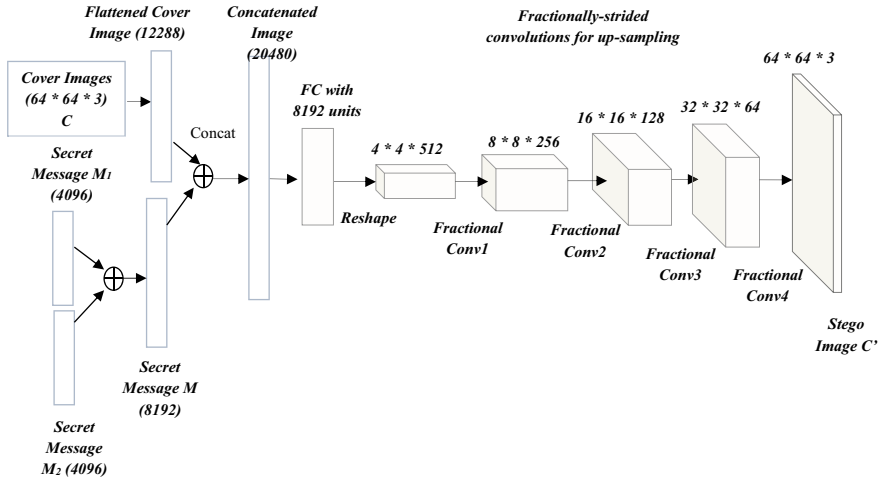 Flattened Cover
Image (12288)
Concatenated
Image
(20480)
Fractionally-strided
convolutions for up-sampling
Cover Images
(64 * 64 * 3)
C
Concat
FC with
8192 units
4 * 4 * 512
8 * 8 * 256
16 * 16 * 128
32 * 32 * 64
64 * 64 * 3
Secret
Message M1
(4096)
Reshape
Fractional
Conv1
Fractional
Conv2
Fractional
Conv3
Fractional
Conv4
Stego
Image C’
Secret
Message M
(8192)
Secret
Message
M2 (4096)